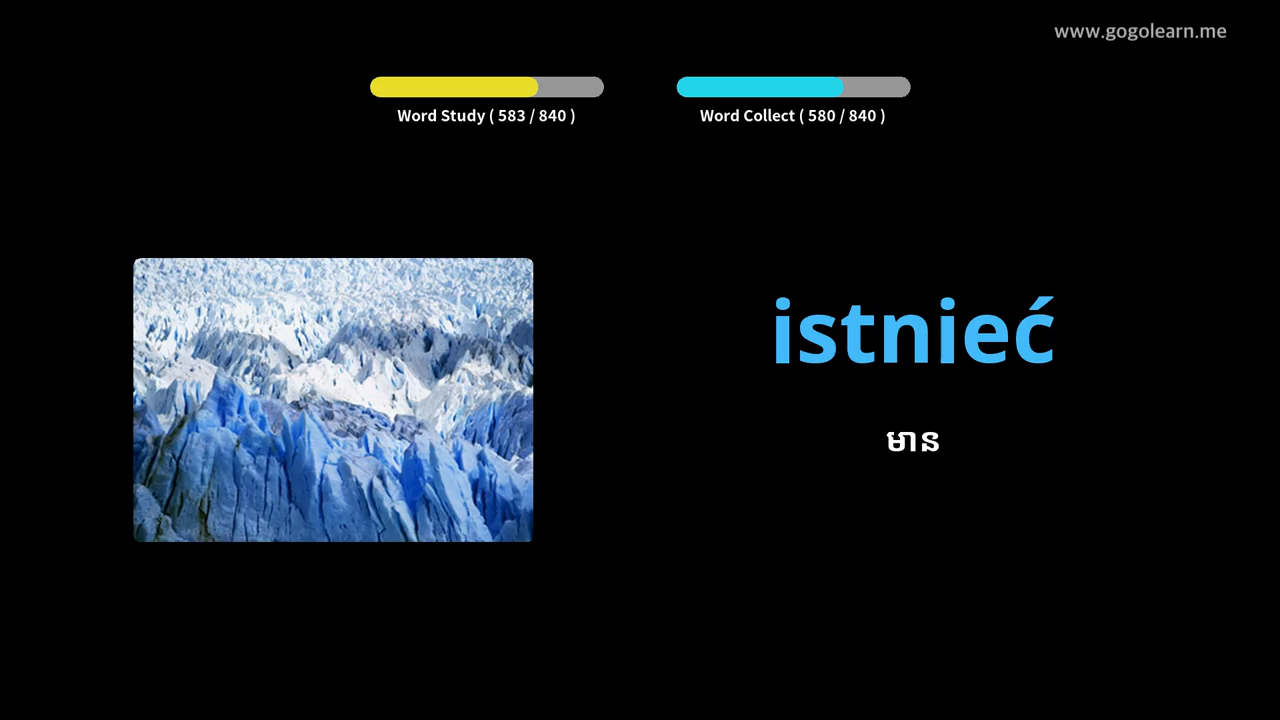 www.gogolearn.me
Word Study ( 583 / 840 )
Word Collect ( 580 / 840 )
istnieć
មាន